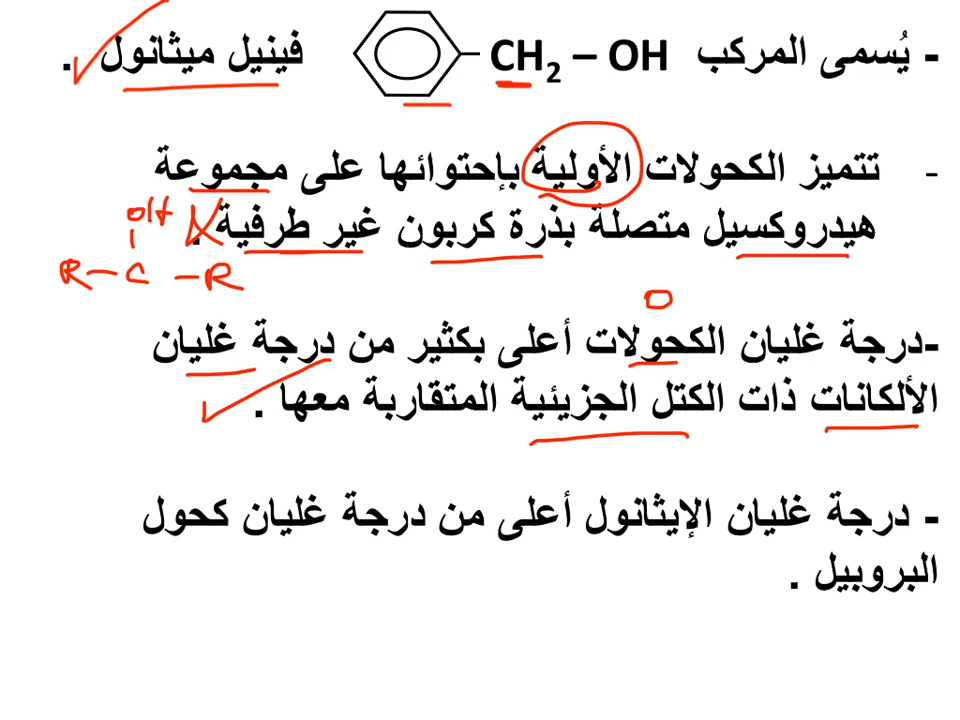 - يُسمى المركب CH₂ – OH فينيل ميثانول .
- تتميز الكحولات الأولية بإحتوائها على مجموعة
هيدروكسيل متصلة بذرة كربون غير طرفية .
OH
R – C – R
-درجة غليان الكحولات أعلى بكثير من درجة غليان
الألكانات ذات الكتل الجزيئية المتقاربة معها .
- درجة غليان الإيثانول أعلى من درجة غليان كحول
البروبيل .